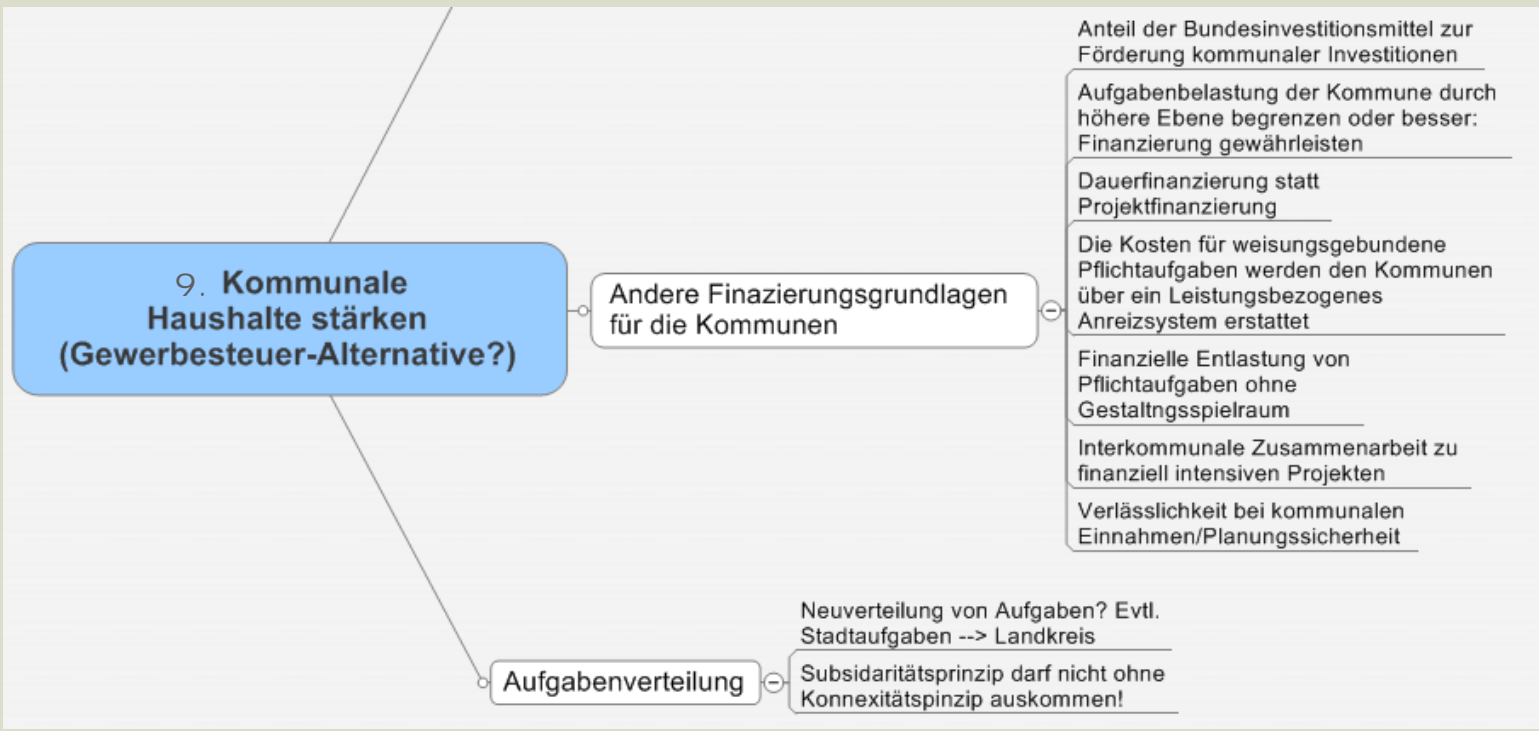 9. Kommunale
Haushalte stärken
(Gewerbesteuer-Alternative?)
Andere Finazierungsgrundlagen
für die Kommunen
Anteil der Bundesinvestitionsmittel zur
Förderung kommunaler Investitionen
Aufgabenbelastung der Kommune durch
höhere Ebene begrenzen oder besser:
Finanzierung gewährleisten
Dauerfinanzierung statt
Projektfinanzierung
Die Kosten für weisungsgebundene
Pflichtaufgaben werden den Kommunen
über ein Leistungsbezogenes
Anreizsystem erstattet
Finanzielle Entlastung von
Pflichtaufgaben ohne
Gestaltngsspielraum
Interkommunale Zusammenarbeit zu
finanziell intensiven Projekten
Verlässlichkeit bei kommunalen
Einnahmen/Planungssicherheit
Aufgabenverteilung
Neuverteilung von Aufgaben? Evtl.
Stadtaufgaben --> Landkreis
Subsidaritätsprinzip darf nicht ohne
Konnexitätspinzip auskommen!